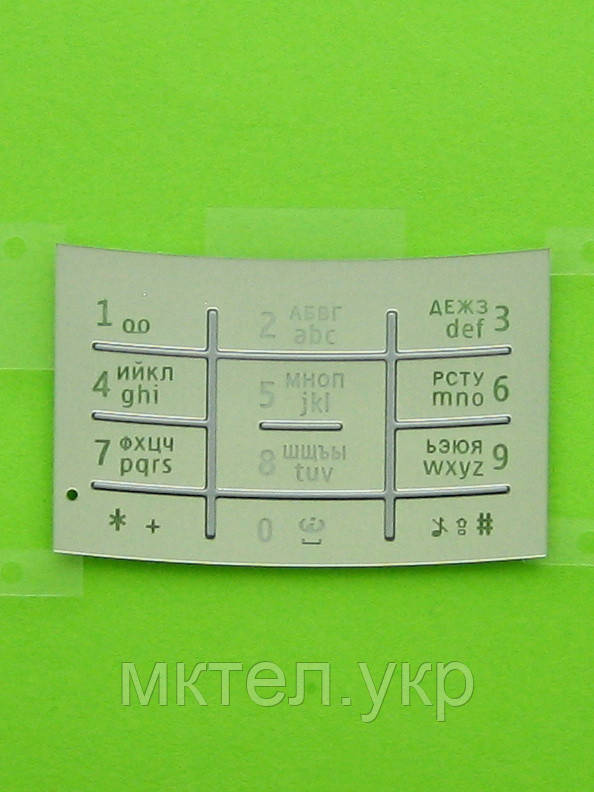 1 АБВГ ДЕЖЗ 3
oo 2 abc def
4 ИЙКЛ МНОП РСТУ 6
ghi 5 jkl mno
7 ФХЦЧ ШЩЪЫ ЬЭЮЯ 9
pqrs 8 tuv wxyz
* + 0 #
мктел.укр